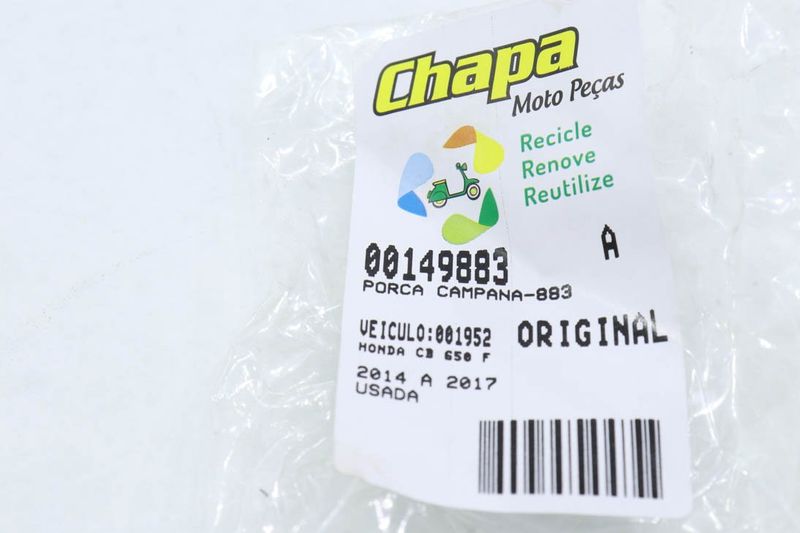 Chapa
Moto Peças
Recicle
Renove
Reutilize
00149883 A
PORCA CAMPANA-883
VEICULO:001952 ORIGINAL
HONDA CB 650 F
2014 A 2017
USADA